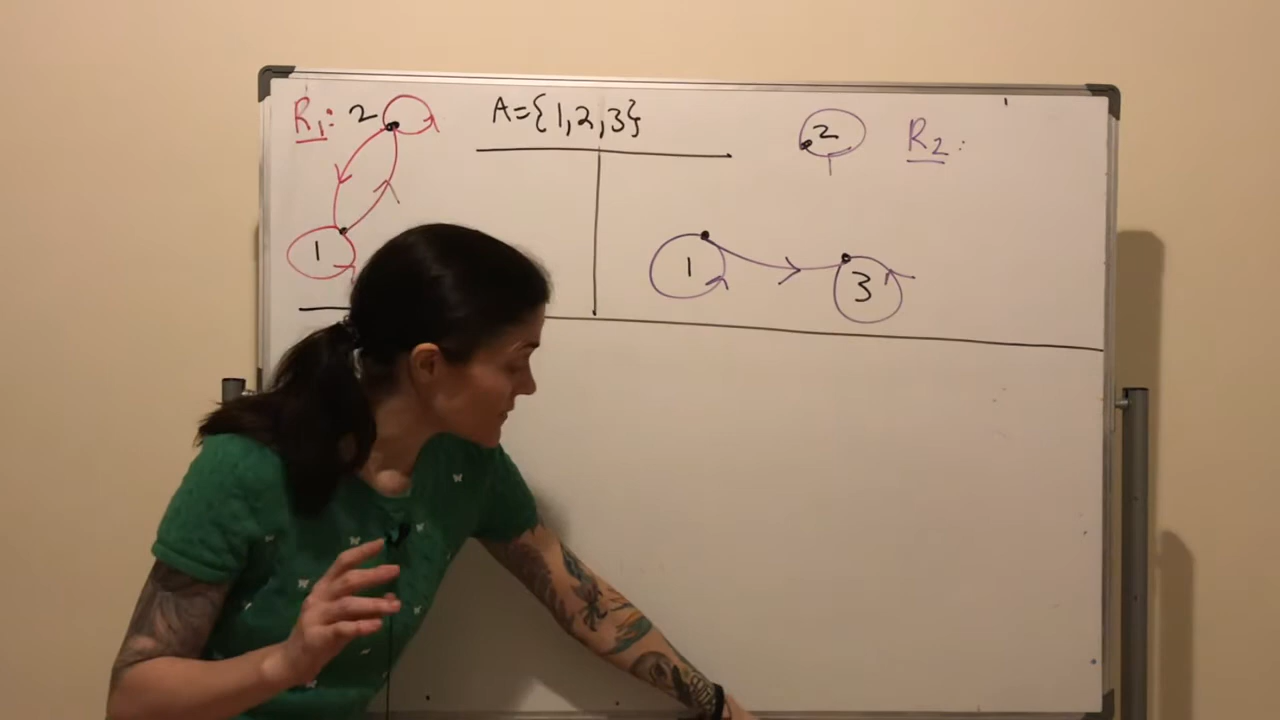 R₁: 2
A={1,2,3}
2
R₂:
1
1
3